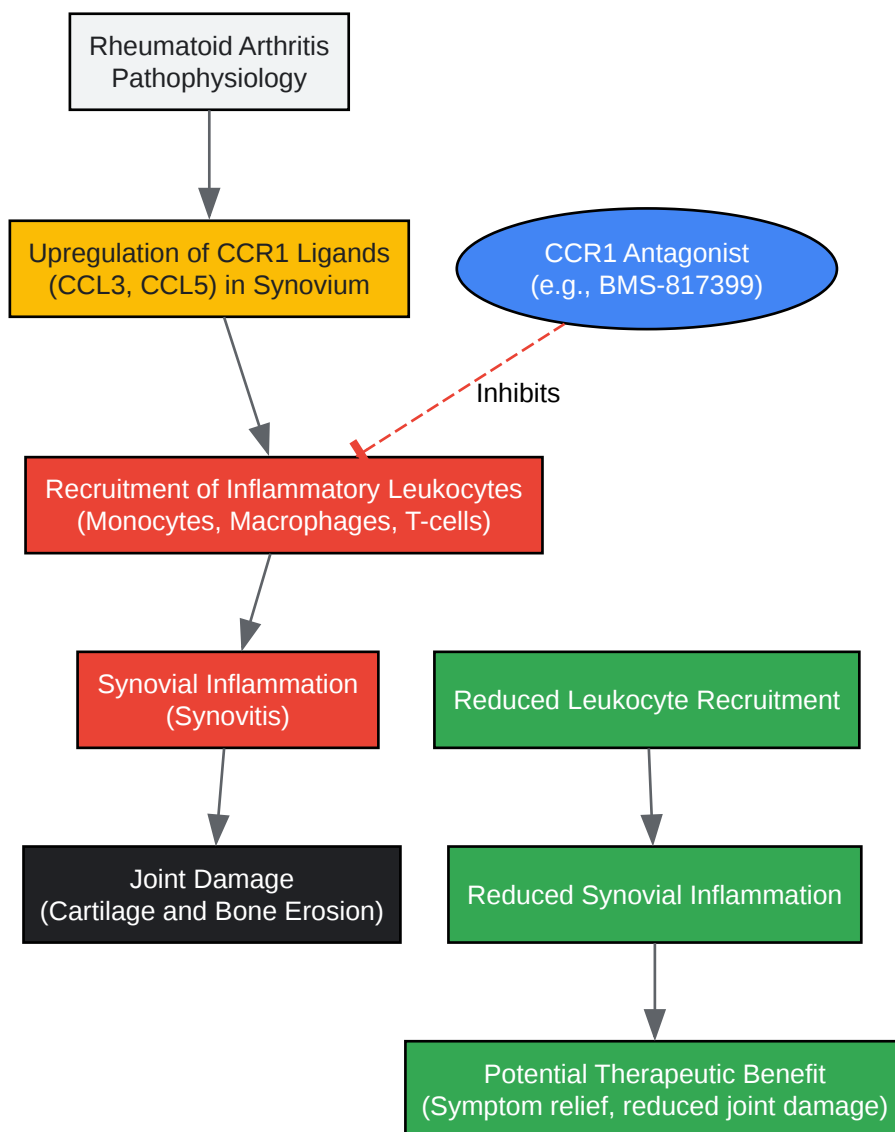 Rheumatoid Arthritis
Pathophysiology
Upregulation of CCR1 Ligands
(CCL3, CCL5) in Synovium
CCR1 Antagonist
(e.g., BMS-817399)
Inhibits
Recruitment of Inflammatory Leukocytes
(Monocytes, Macrophages, T-cells)
Synovial Inflammation
(Synovitis)
Reduced Leukocyte Recruitment
Joint Damage
(Cartilage and Bone Erosion)
Reduced Synovial Inflammation
Potential Therapeutic Benefit
(Symptom relief, reduced joint damage)